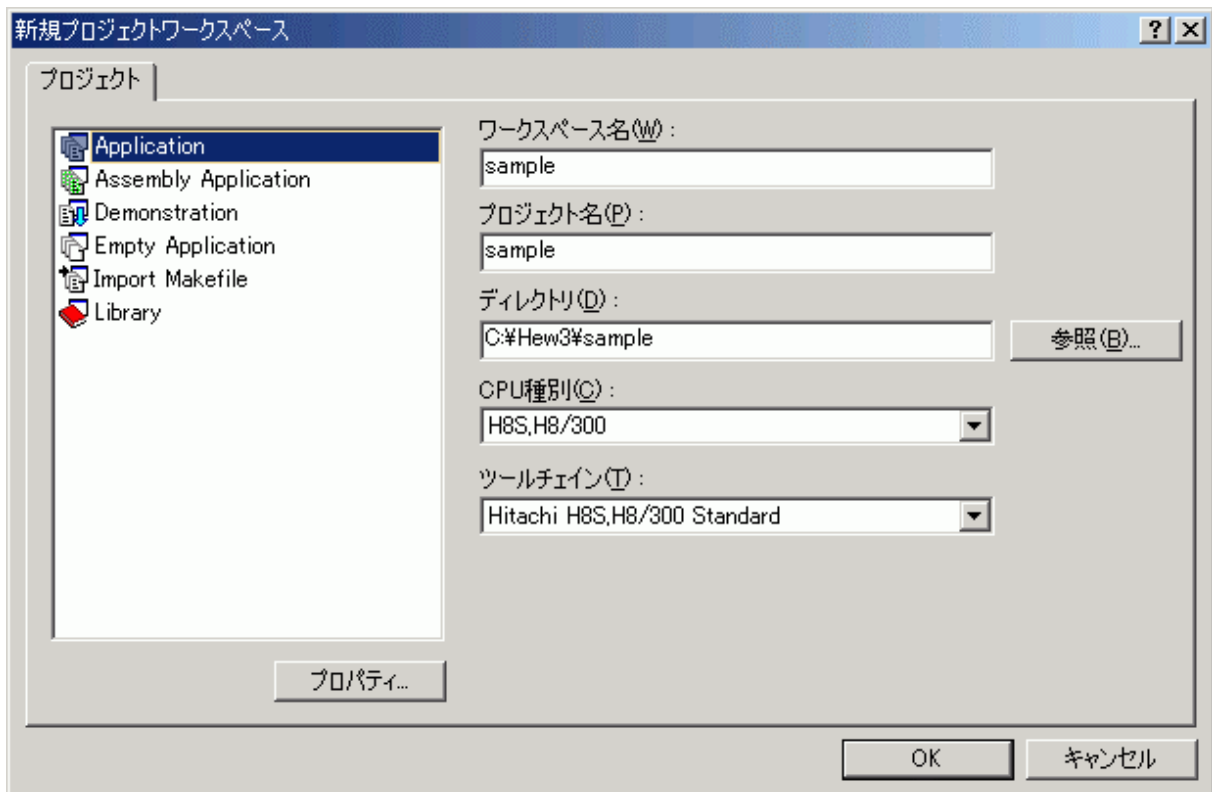 新規プロジェクトワークスペース
プロジェクト
Application
Assembly Application
Demonstration
Empty Application
Import Makefile
Library
プロパティ...
ワークスペース名(W) :
sample
プロジェクト名(P) :
sample
ディレクトリ(D) :
C:¥Hew3¥sample
参照(B)...
CPU種別(C) :
H8S,H8/300
ツールチェイン(T) :
Hitachi H8S,H8/300 Standard
OK
キャンセル